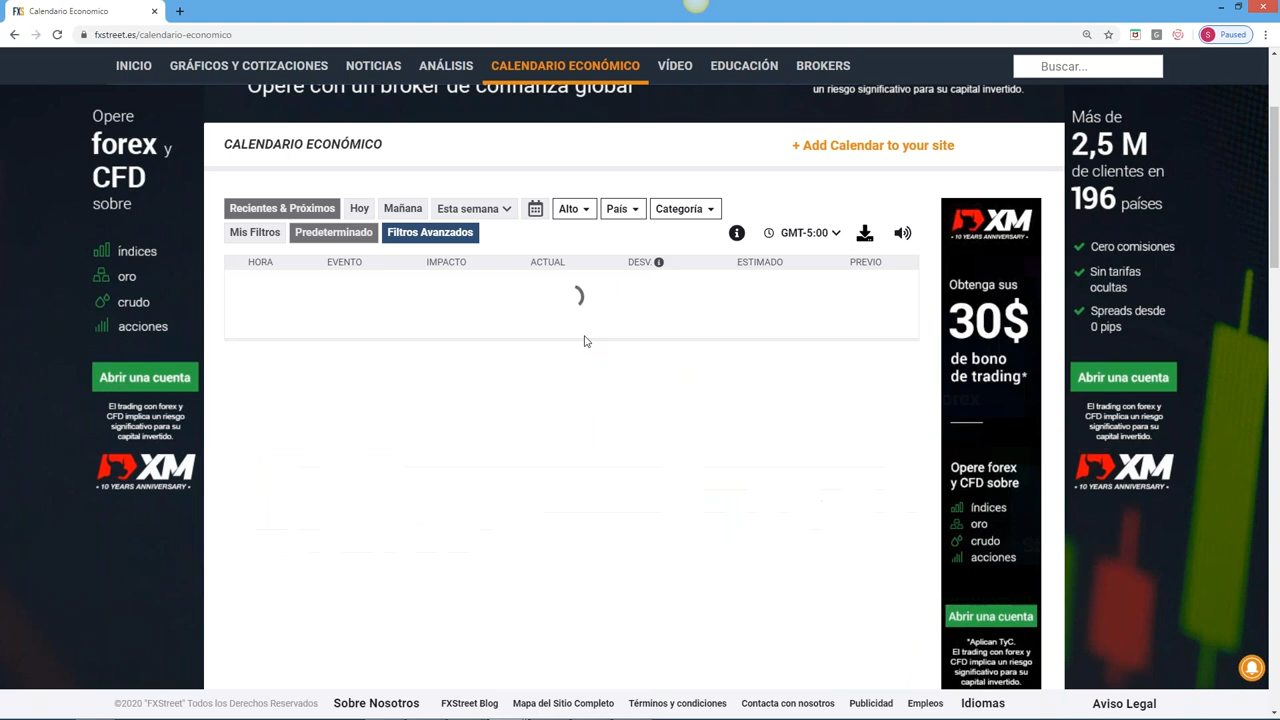 FXS Calendario Economico
fxstreet.es/calendario-economico
S Paused
INICIO GRÁFICOS Y COTIZACIONES NOTICIAS ANÁLISIS CALENDARIO ECONÓMICO VÍDEO EDUCACIÓN BROKERS
Buscar...
Opere con un broker de confianza global
un riesgo significativo para su capital invertido.
Opere
forex y
CFD
sobre
índices
oro
crudo
acciones
Abrir una cuenta
El trading con forex y
CFD implica un riesgo
significativo para su
capital invertido.
XM
• 10 YEARS ANNIVERSARY •
CALENDARIO ECONÓMICO
+ Add Calendar to your site
Recientes & Próximos Hoy Mañana Esta semana Alto País Categoría
Mis Filtros Predeterminado Filtros Avanzados GMT-5:00
HORA EVENTO IMPACTO ACTUAL DESV. ESTIMADO PREVIO
XM
• 10 YEARS ANNIVERSARY •
Obtenga sus
30$
de bono
de trading*
Opere forex
y CFD sobre
índices
oro
crudo
acciones
Abrir una cuenta
*Aplican TyC.
El trading con forex y
CFD implica un riesgo
significativo para su
capital invertido.
Más de
2,5 M
de clientes en
196 países
Cero comisiones
Sin tarifas
ocultas
Spreads desde
0 pips
Abrir una cuenta
El trading con forex y
CFD implica un riesgo
significativo para su
capital invertido.
XM
• 10 YEARS ANNIVERSARY •
©2020 "FXStreet" Todos los Derechos Reservados Sobre Nosotros FXStreet Blog Mapa del Sitio Completo Términos y condiciones Contacta con nosotros Publicidad Empleos Idiomas Aviso Legal